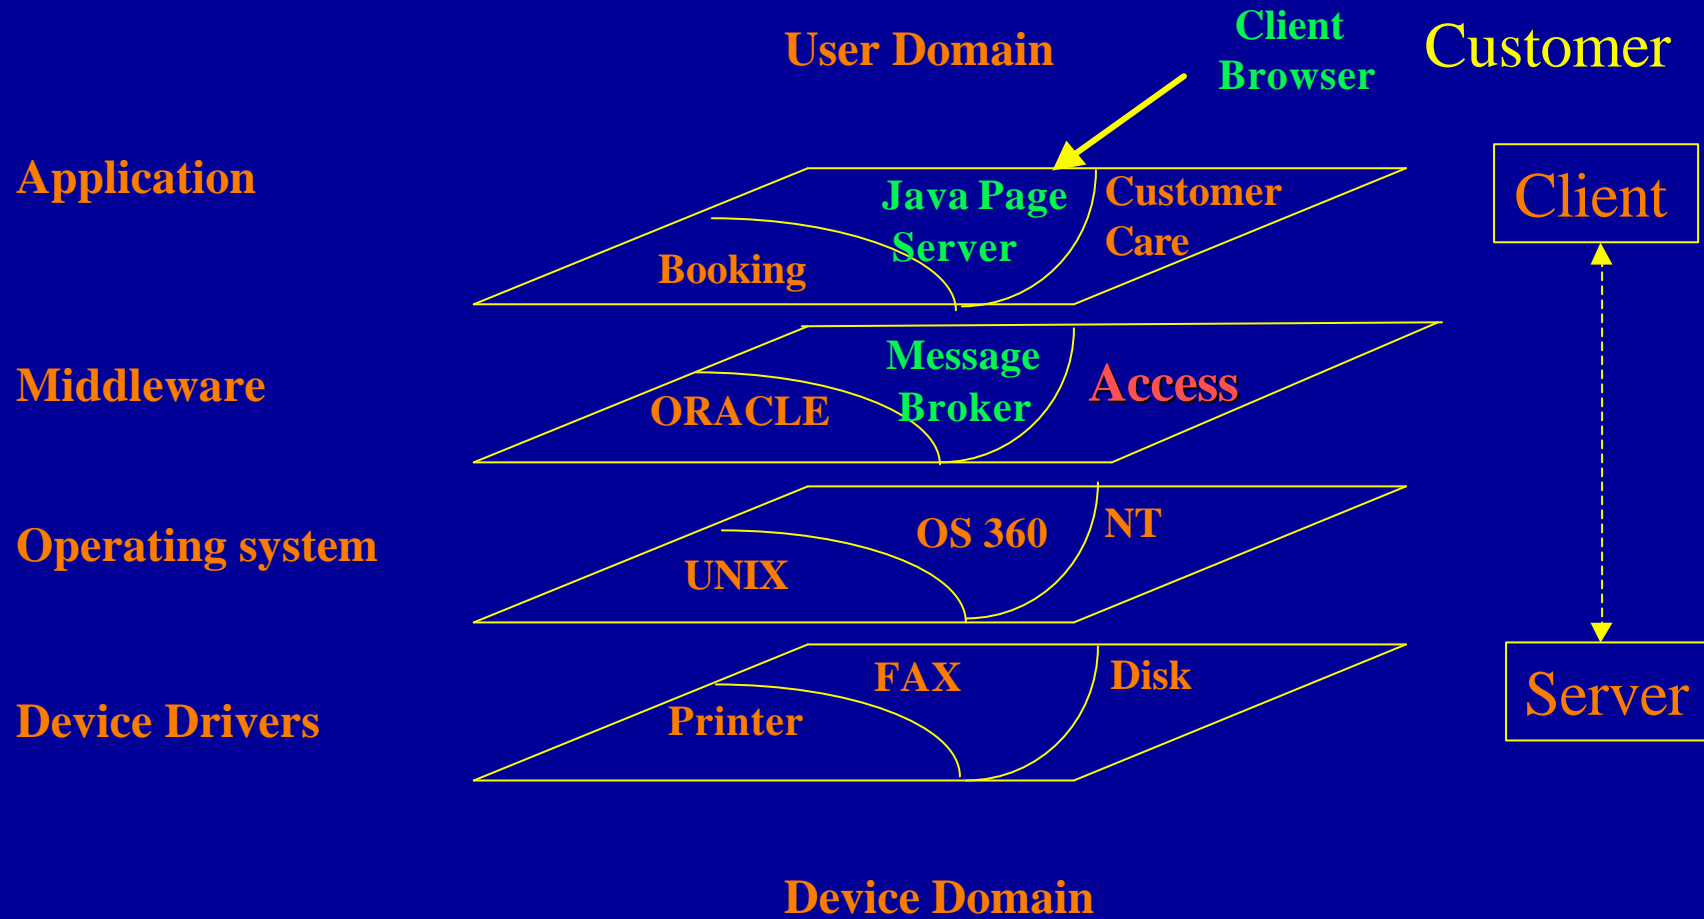 User Domain
Client
Browser
Customer
Application
Java Page
Server
Customer
Care
Booking
Client
Middleware
Message
Broker
Access
ORACLE
Operating system
OS 360
NT
UNIX
Device Drivers
FAX
Disk
Printer
Server
Device Domain